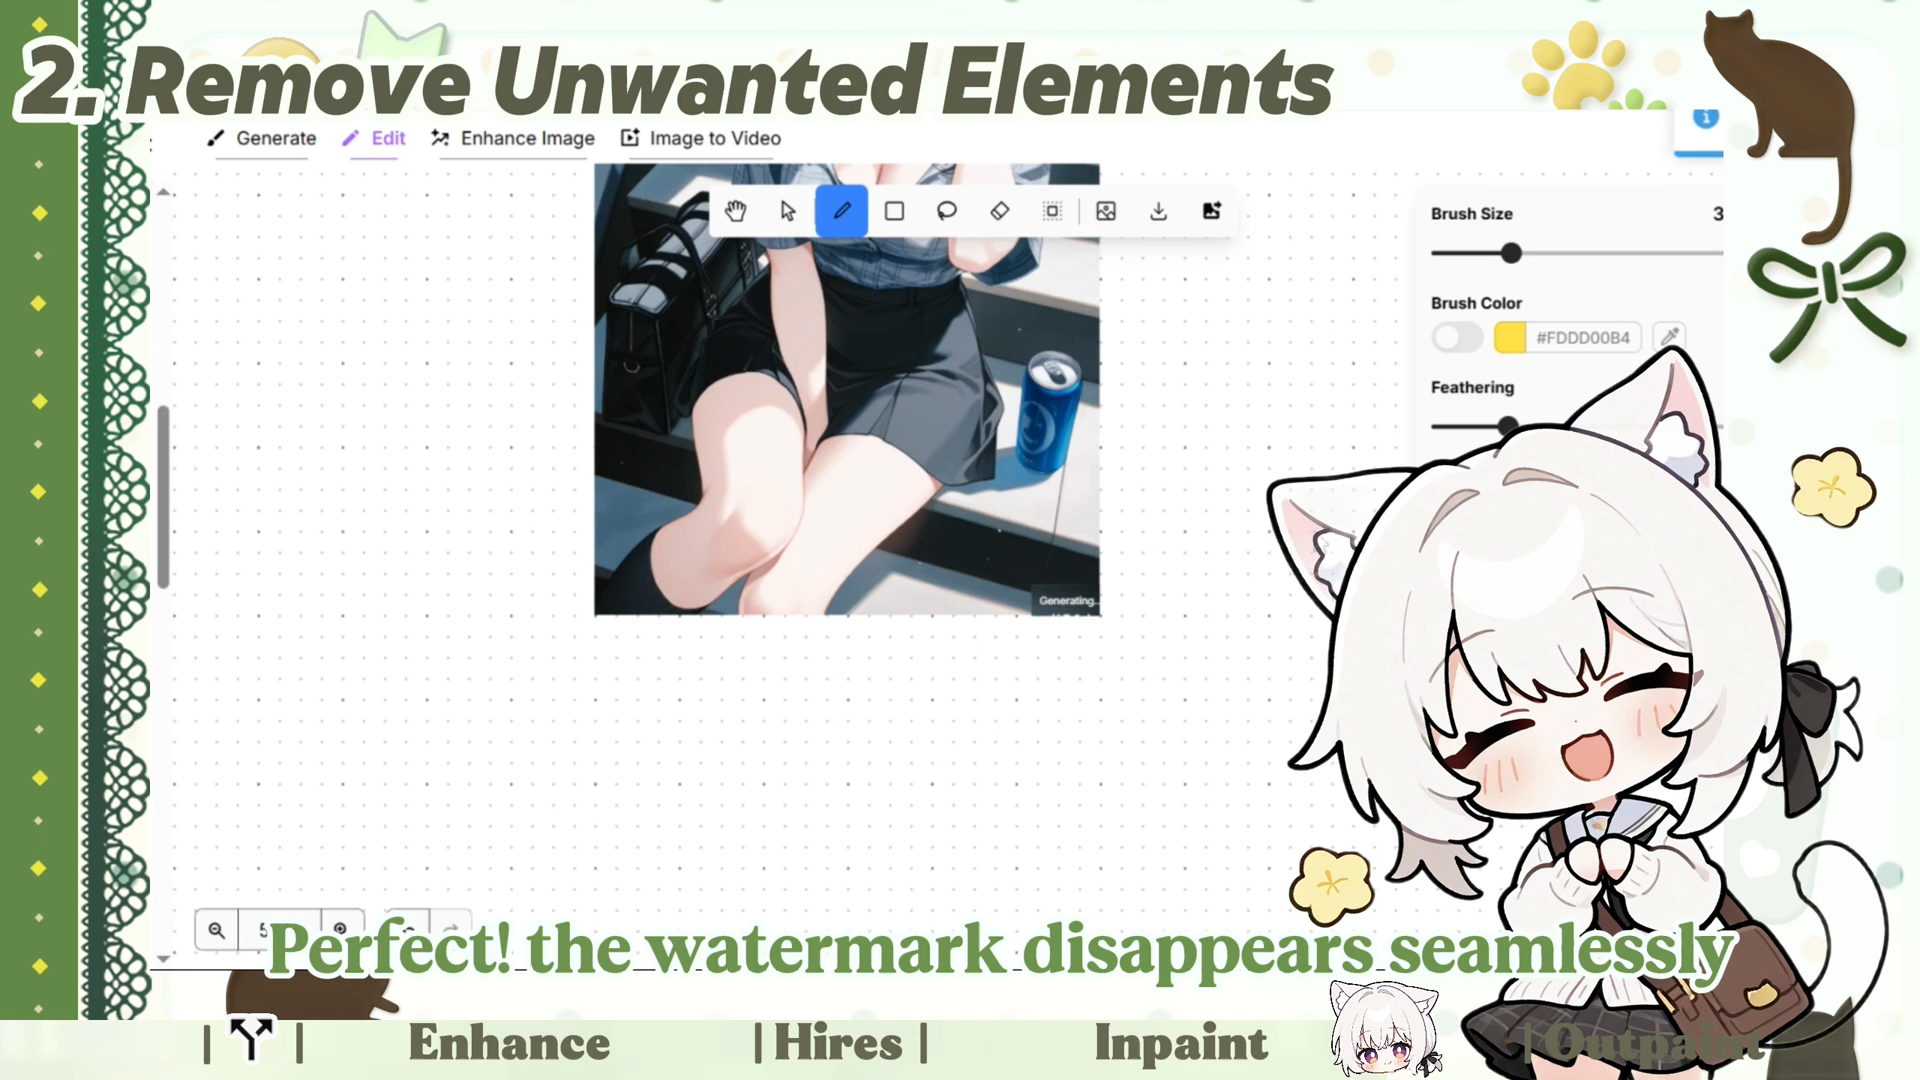 2. Remove Unwanted Elements
Generate
Edit
Enhance Image
Image to Video
Brush Size
3
Brush Color
#FDDD00B4
Feathering
Generating..
Perfect! the watermark disappears seamlessly
Enhance
| Hires |
Inpaint
| Outpaint